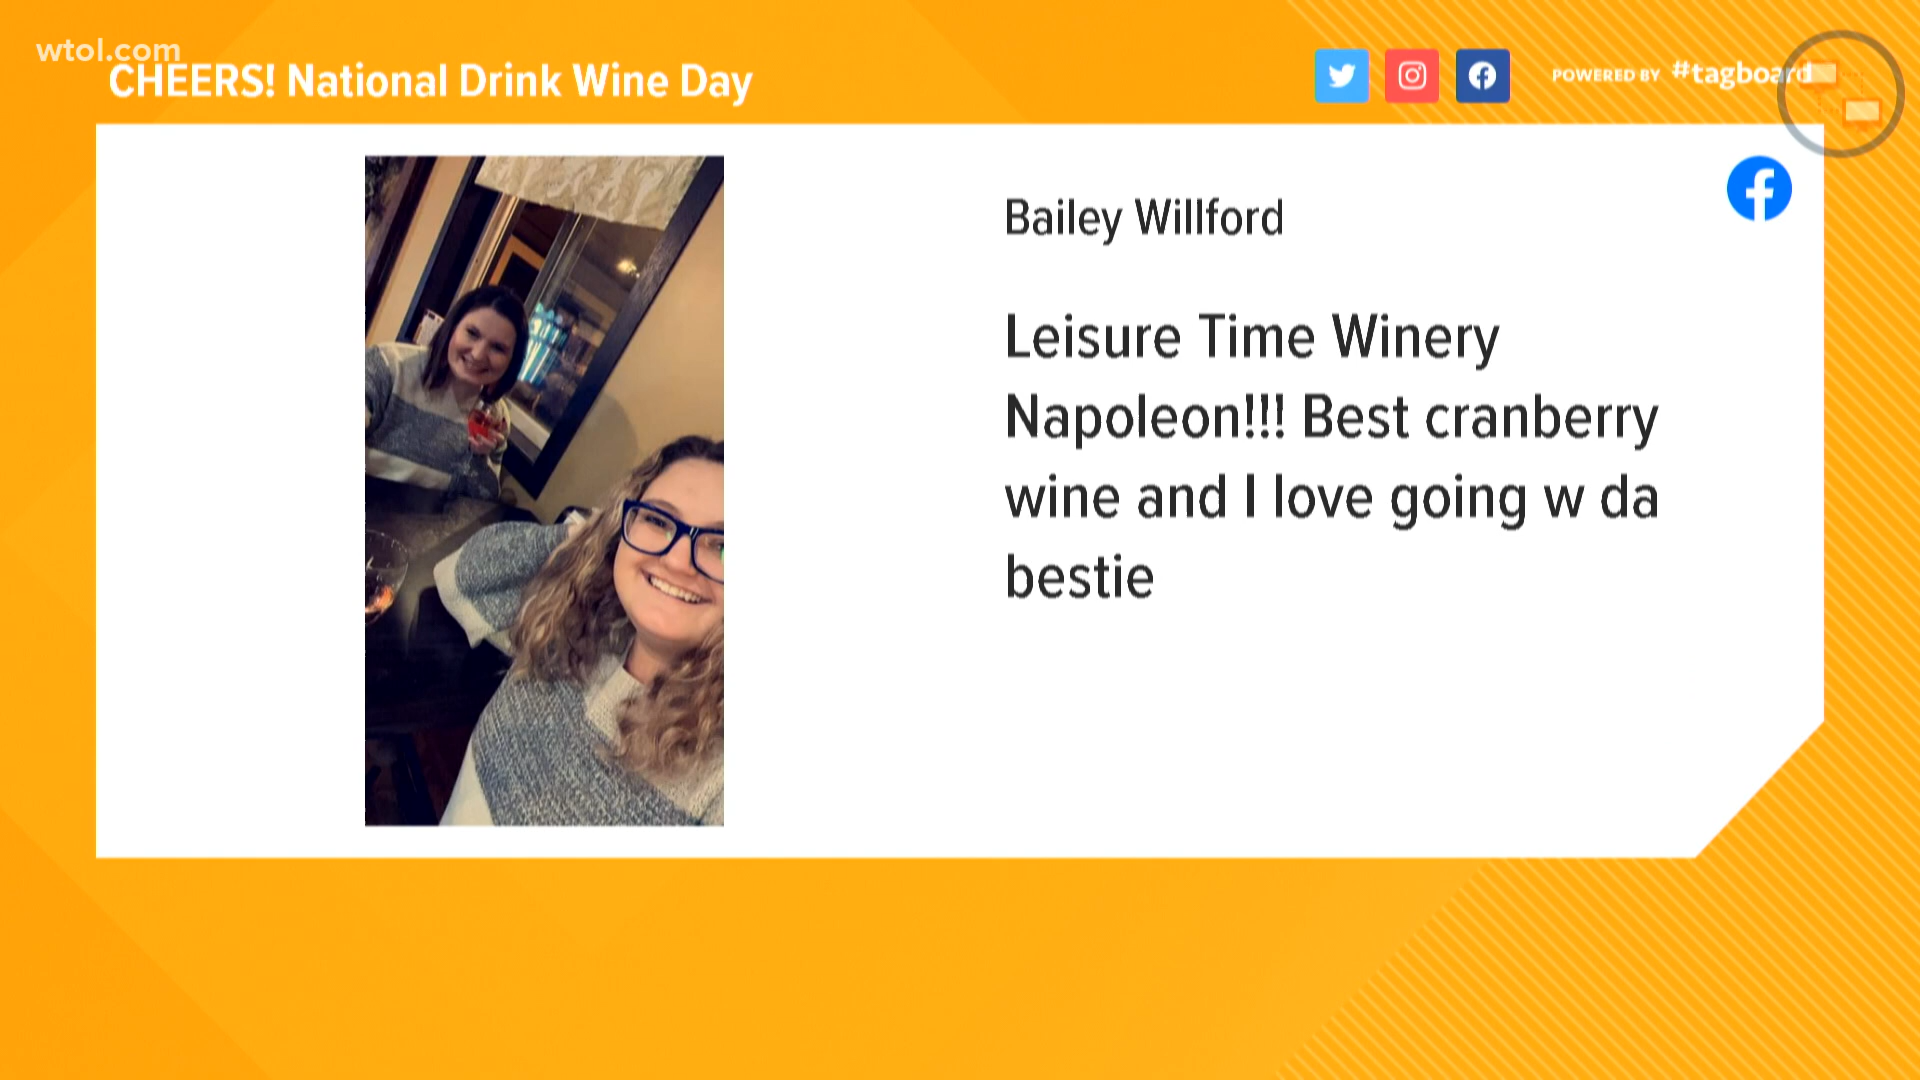 wtol.com
CHEERS! National Drink Wine Day
POWERED BY #tagboard
Bailey Willford
Leisure Time Winery
Napoleon!!! Best cranberry
wine and I love going w da
bestie